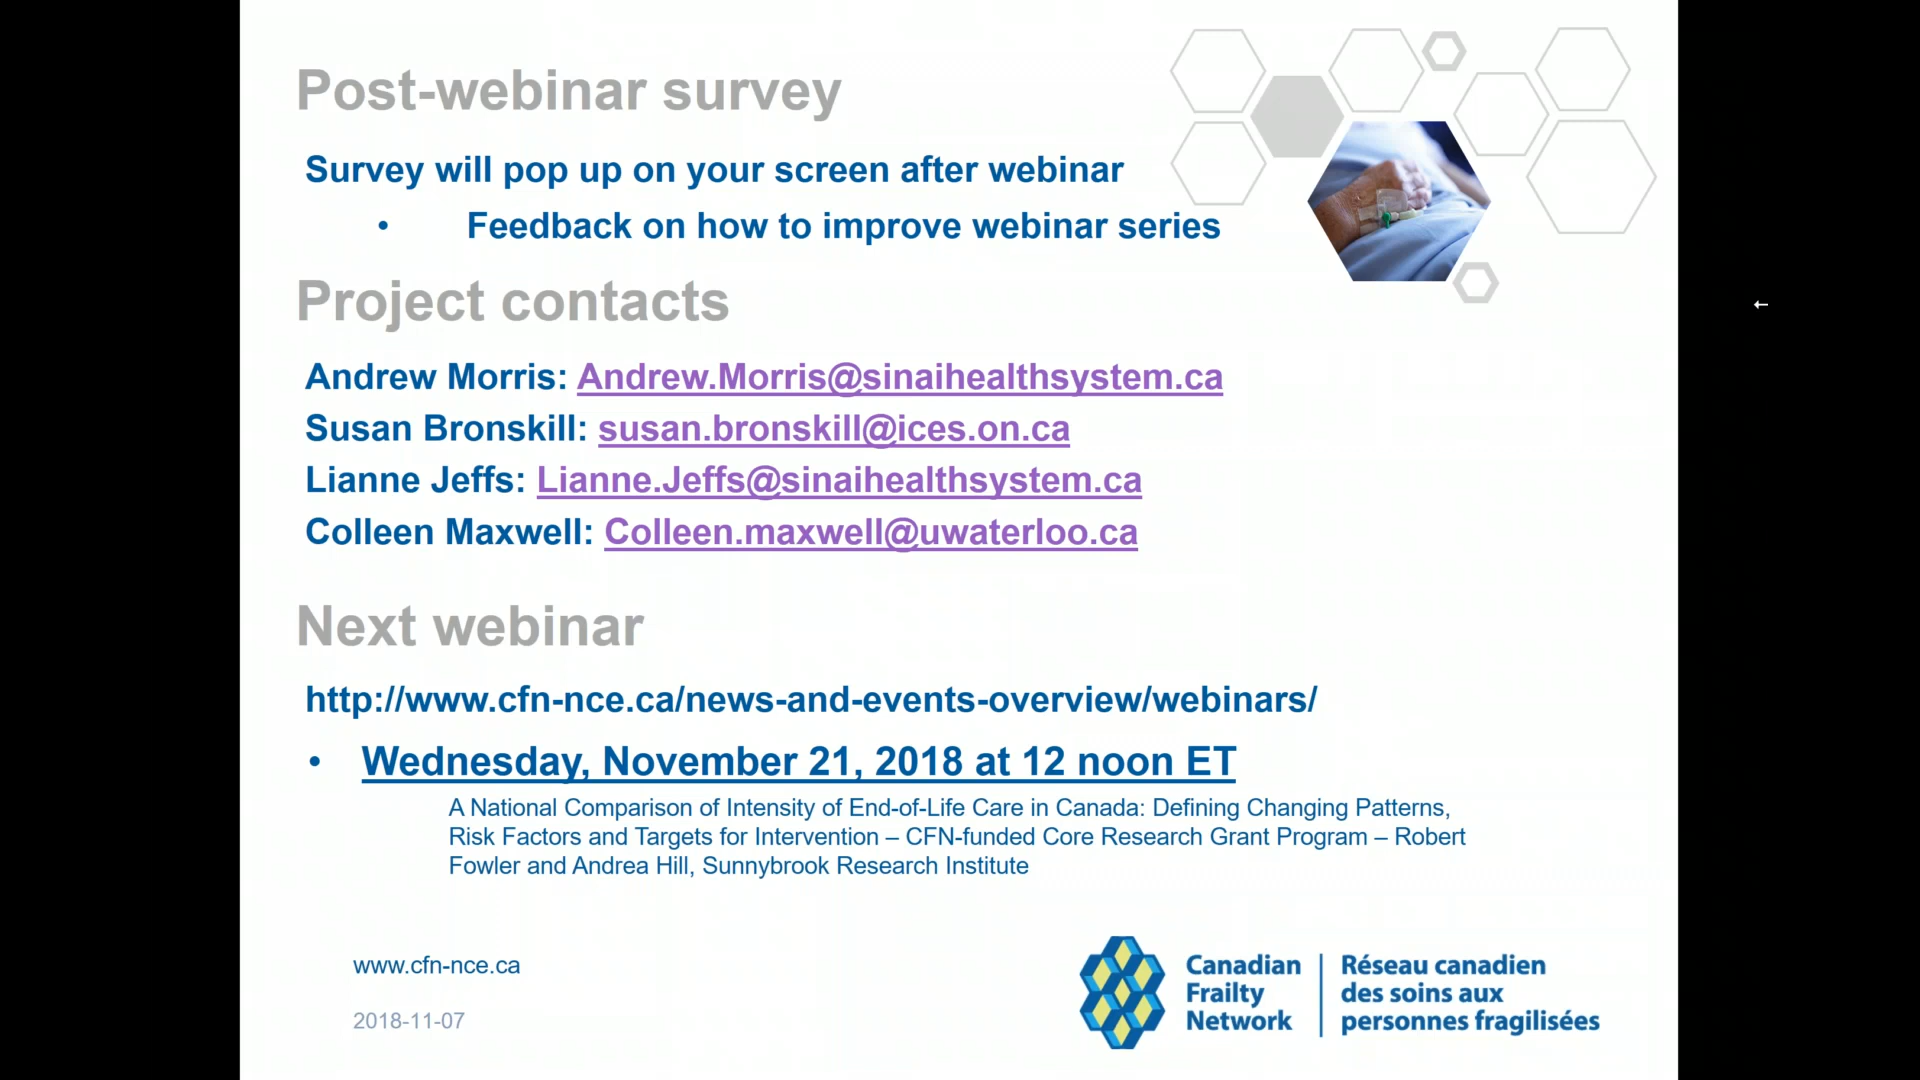 Post-webinar survey
Survey will pop up on your screen after webinar
• Feedback on how to improve webinar series
Project contacts
Andrew Morris: Andrew.Morris@sinaihealthsystem.ca
Susan Bronskill: susan.bronskill@ices.on.ca
Lianne Jeffs: Lianne.Jeffs@sinaihealthsystem.ca
Colleen Maxwell: Colleen.maxwell@uwaterloo.ca
Next webinar
http://www.cfn-nce.ca/news-and-events-overview/webinars/
• Wednesday, November 21, 2018 at 12 noon ET
A National Comparison of Intensity of End-of-Life Care in Canada: Defining Changing Patterns,
Risk Factors and Targets for Intervention – CFN-funded Core Research Grant Program – Robert
Fowler and Andrea Hill, Sunnybrook Research Institute
www.cfn-nce.ca
2018-11-07
Canadian
Frailty
Network
Réseau canadien
des soins aux
personnes fragilisées